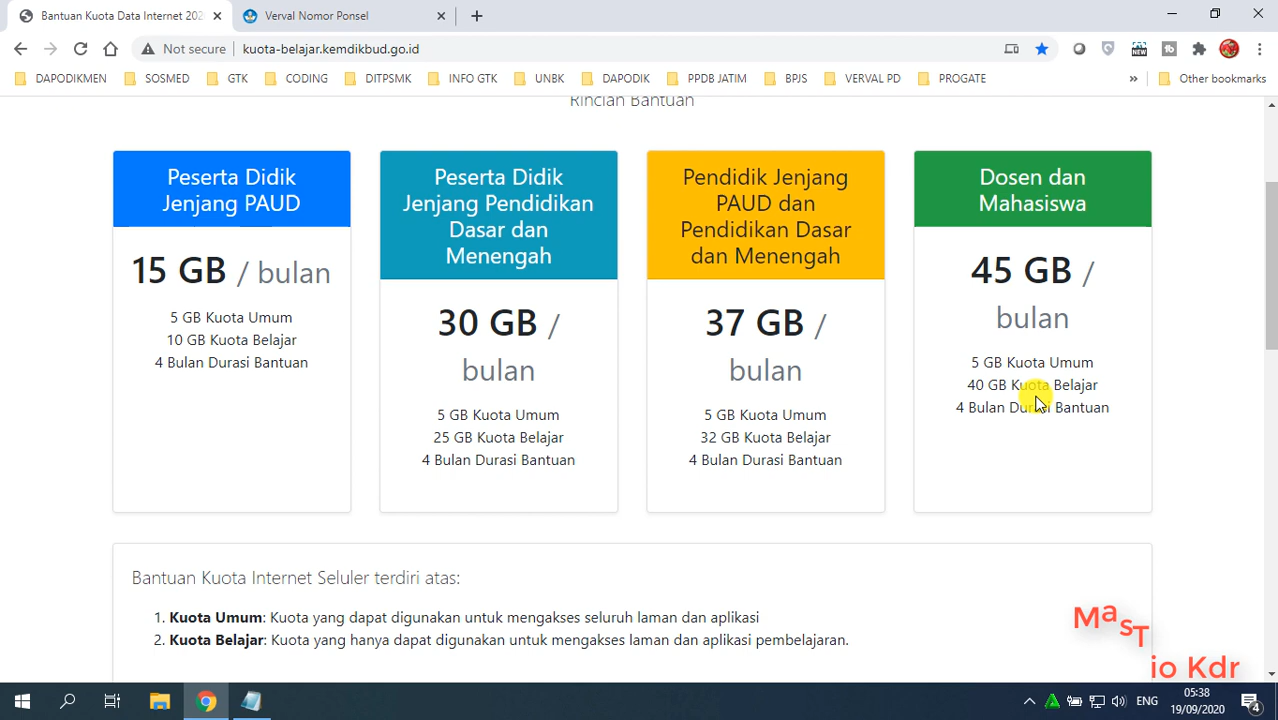 Bantuan Kuota Data Internet 202
Verval Nomor Ponsel
Not secure
kuota-belajar.kemdikbud.go.id
NEW
DAPODIKMEN
SOSMED
GTK
CODING
DITPSMK
INFO GTK
UNBK
DAPODIK
PPDB JATIM
BPJS
VERVAL PD
PROGATE
»
Other bookmarks
Rincian Bantuan
Peserta Didik
Jenjang PAUD
15 GB / bulan
5 GB Kuota Umum
10 GB Kuota Belajar
4 Bulan Durasi Bantuan
Peserta Didik
Jenjang Pendidikan
Dasar dan
Menengah
30 GB /
bulan
5 GB Kuota Umum
25 GB Kuota Belajar
4 Bulan Durasi Bantuan
Pendidik Jenjang
PAUD dan
Pendidikan Dasar
dan Menengah
37 GB /
bulan
5 GB Kuota Umum
32 GB Kuota Belajar
4 Bulan Durasi Bantuan
Dosen dan
Mahasiswa
45 GB /
bulan
5 GB Kuota Umum
40 GB Kuota Belajar
4 Bulan Durasi Bantuan
Bantuan Kuota Internet Seluler terdiri atas:
1. Kuota Umum: Kuota yang dapat digunakan untuk mengakses seluruh laman dan aplikasi
2. Kuota Belajar: Kuota yang hanya dapat digunakan untuk mengakses laman dan aplikasi pembelajaran.
MasT
io Kdr
ENG
05:38
19/09/2020
4